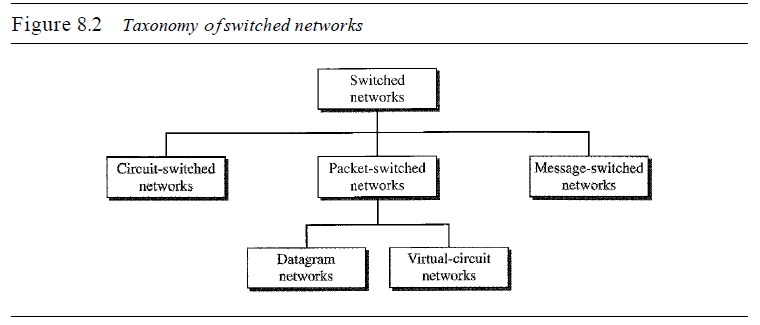 Figure 8.2 Taxonomy of switched networks
Switched
networks
Circuit-switched
networks
Packet-switched
networks
Message-switched
networks
Datagram
networks
Virtual-circuit
networks